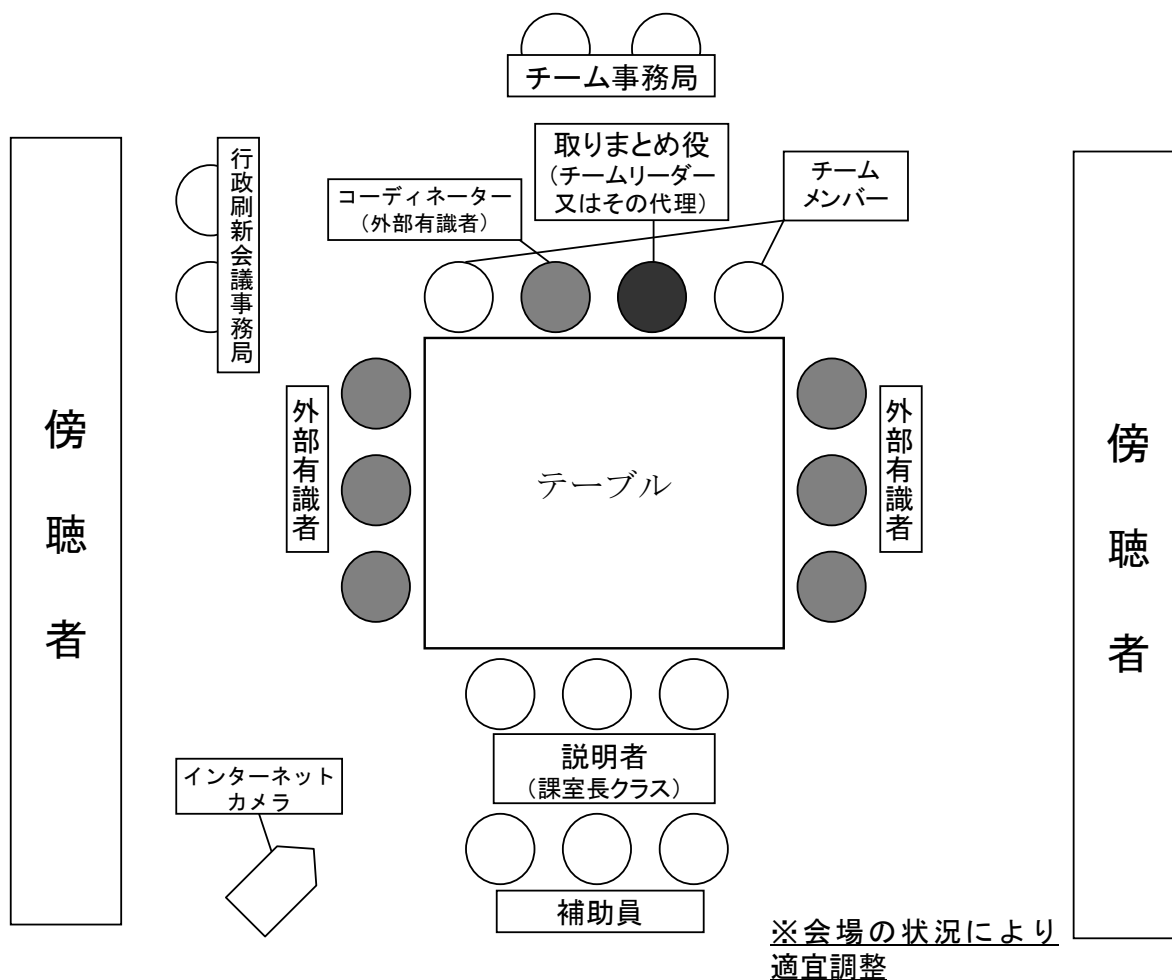 チーム事務局
取りまとめ役
（チームリーダー
又はその代理）
チーム
メンバー
コーディネーター
（外部有識者）
行政刷新会議事務局
傍聴者
外部有識者
テーブル
外部有識者
傍聴者
説明者
（課室長クラス）
インターネット
カメラ
補助員
※会場の状況により
適宜調整